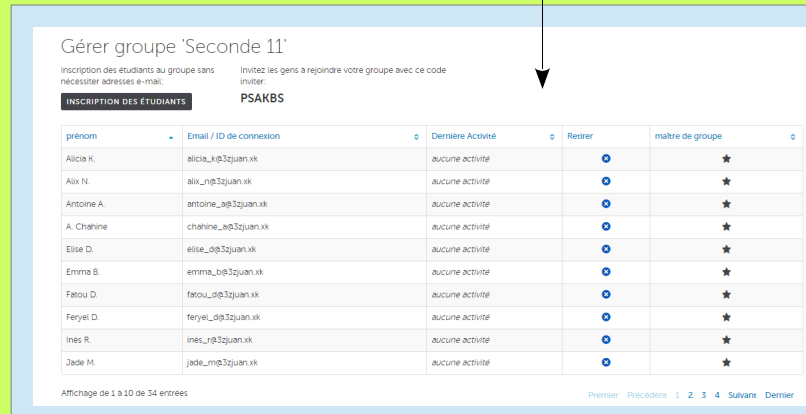 Gérer groupe 'Seconde 11'
Inscription des étudiants au groupe sans
nécessiter adresses e-mail:
INSCRIPTION DES ÉTUDIANTS
Invitez les gens à rejoindre votre groupe avec ce code
inviter:
PSAKBS
prénom Email / ID de connexion Dernière Activité Retirer maître de groupe
Alicia K. alicia_k@3zjuan.xk aucune activité
Alix N. alix_n@3zjuan.xk aucune activité
Antoine A. antoine_a@3zjuan.xk aucune activité
A. Chahine chahine_a@3zjuan.xk aucune activité
Elise D. elise_d@3zjuan.xk aucune activité
Emma B. emma_b@3zjuan.xk aucune activité
Fatou D. fatou_d@3zjuan.xk aucune activité
Feryel D. feryel_d@3zjuan.xk aucune activité
Inès R. inès_r@3zjuan.xk aucune activité
Jade M. jade_m@3zjuan.xk aucune activité
Affichage de 1 à 10 de 34 entrées
Premier Précédent 1 2 3 4 Suivant Dernier